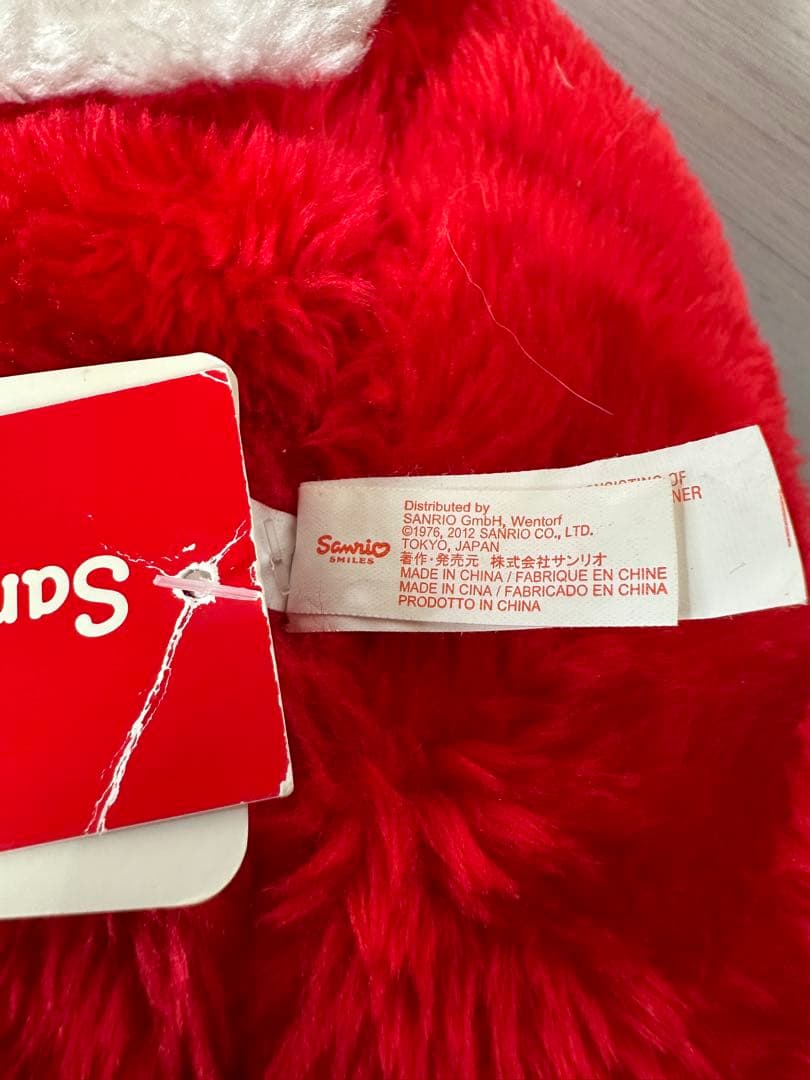 San
Sanrio
SMILES
Distributed by
SANRIO GmbH, Wentorf
©1976, 2012 SANRIO CO., LTD.
TOKYO, JAPAN
著作・発売元 株式会社サンリオ
MADE IN CHINA / FABRIQUE EN CHINE
MADE IN CINA / FABRICADO EN CHINA
PRODOTTO IN CHINA
OF